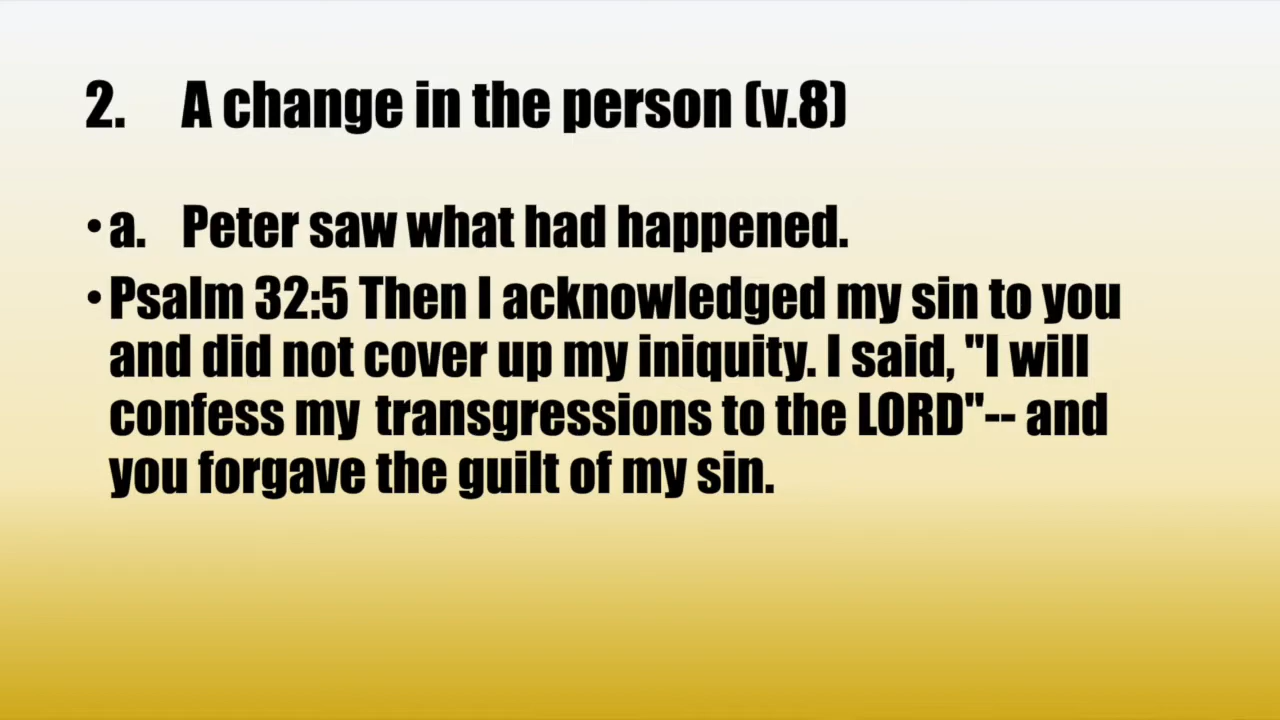 2. A change in the person (v.8)
•a. Peter saw what had happened.
•Psalm 32:5 Then I acknowledged my sin to you
and did not cover up my iniquity. I said, "I will
confess my transgressions to the LORD"-- and
you forgave the guilt of my sin.